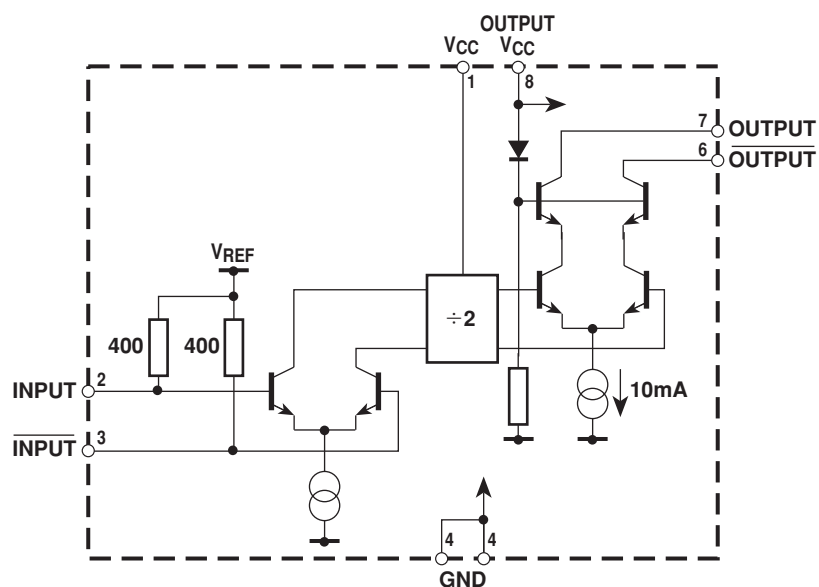 OUTPUT
VCC
VCC
1
8
7
OUTPUT
6
OUTPUT
VREF
÷2
400
400
INPUT
2
10mA
INPUT
3
4
4
GND